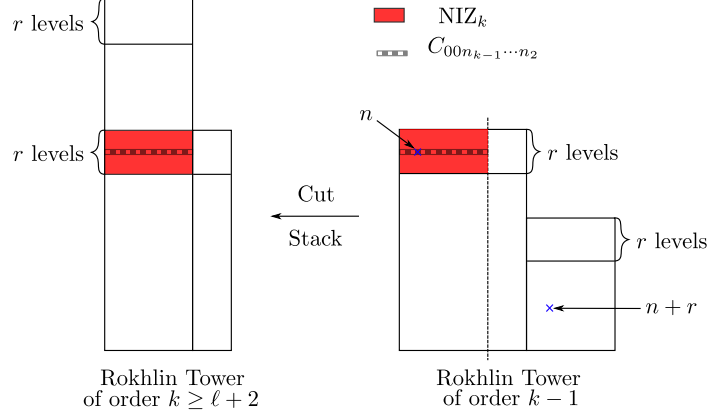 r levels
NIZ_k
C_{00n_{k-1}⋯n_2}
n
r levels
r levels
Cut
Stack
r levels
n + r
Rokhlin Tower
of order k ≥ ℓ + 2
Rokhlin Tower
of order k − 1